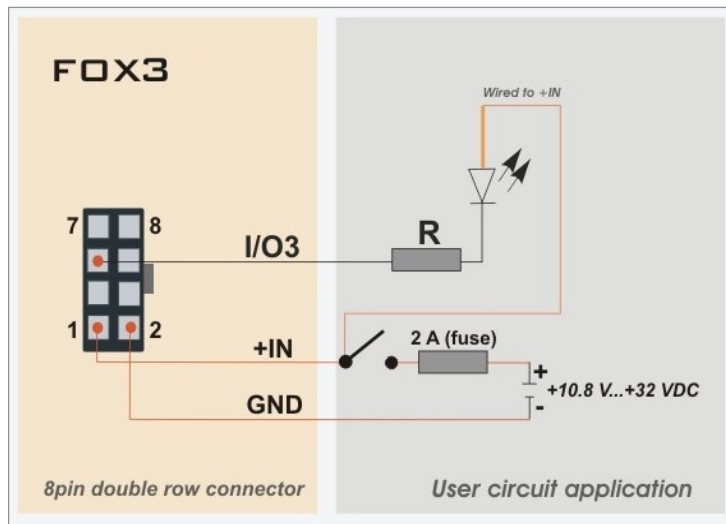 FOX3
Wired to +IN
7 8
I/O3
R
1 2
+IN
2 A (fuse)
GND
+
+10.8 V...+32 VDC
-
8pin double row connector
User circuit application